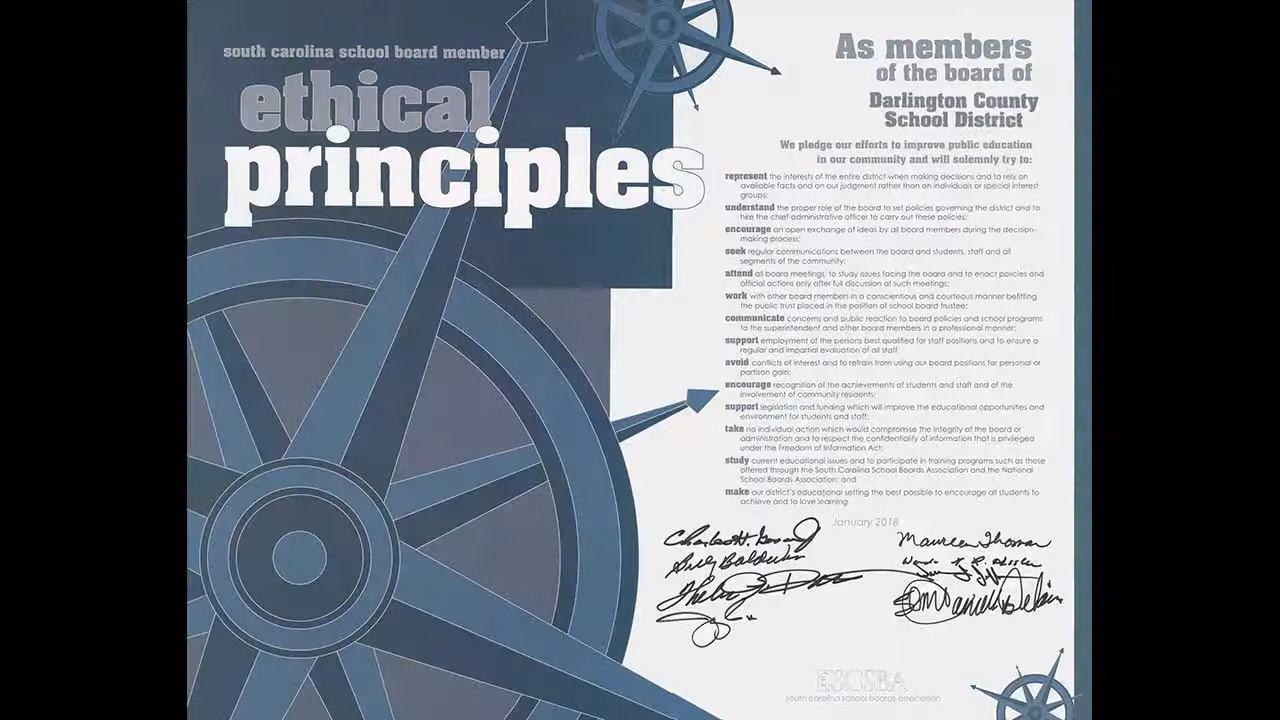 south carolina school board member
ethical
principles
As members
of the board of
Darlington County
School District
We pledge our efforts to improve public education
in our community and will solemnly try to:
represent the interests of the entire district when making decisions and to rely on
available facts and on our judgment rather than on individuals or special interest
groups;
understand the proper role of the board to set policies governing the district and to
hire the chief administrative officer to carry out these policies;
encourage an open exchange of ideas by all board members during the decision-
making process;
seek regular communications between the board and students, staff and all
segments of the community;
attend all board meetings, to study issues facing the board and to enact policies and
official actions only after full discussion at such meetings;
work with other board members in a conscientious and courteous manner befitting
the public trust placed in the position of school board trustee;
communicate concerns and public reaction to board policies and school programs
to the superintendent and other board members in a professional manner;
support employment of the persons best qualified for staff positions and to ensure a
regular and impartial evaluation of all staff;
avoid conflicts of interest and to refrain from using our board positions for personal or
partisan gain;
encourage recognition of the achievements of students and staff and of the
involvement of community residents;
support legislation and funding which will improve the educational opportunities and
environment for students and staff;
take no individual action which would compromise the integrity of the board or
administration and to respect the confidentiality of information that is privileged
under the Freedom of Information Act;
study current educational issues and to participate in training programs such as those
offered through the South Carolina School Boards Association and the National
School Boards Association; and
make our district's educational setting the best possible to encourage all students to
achieve and to love learning
January 2018
Maureen Thomas
Billy Baldwin
SCSBA
south carolina school boards association